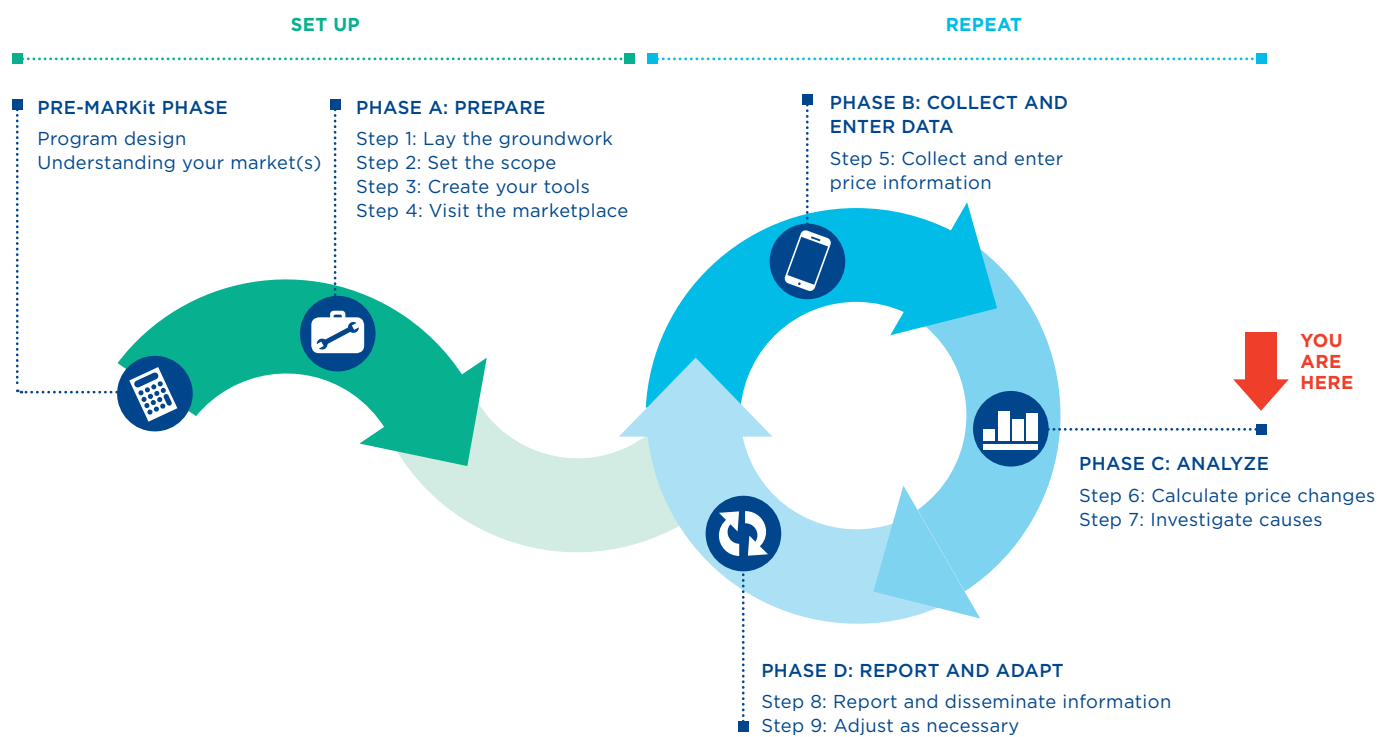 SET UP
REPEAT
PRE-MARKit PHASE
Program design
Understanding your market(s)
PHASE A: PREPARE
Step 1: Lay the groundwork
Step 2: Set the scope
Step 3: Create your tools
Step 4: Visit the marketplace
PHASE B: COLLECT AND
ENTER DATA
Step 5: Collect and enter
price information
YOU
ARE
HERE
PHASE C: ANALYZE
Step 6: Calculate price changes
Step 7: Investigate causes
PHASE D: REPORT AND ADAPT
Step 8: Report and disseminate information
Step 9: Adjust as necessary